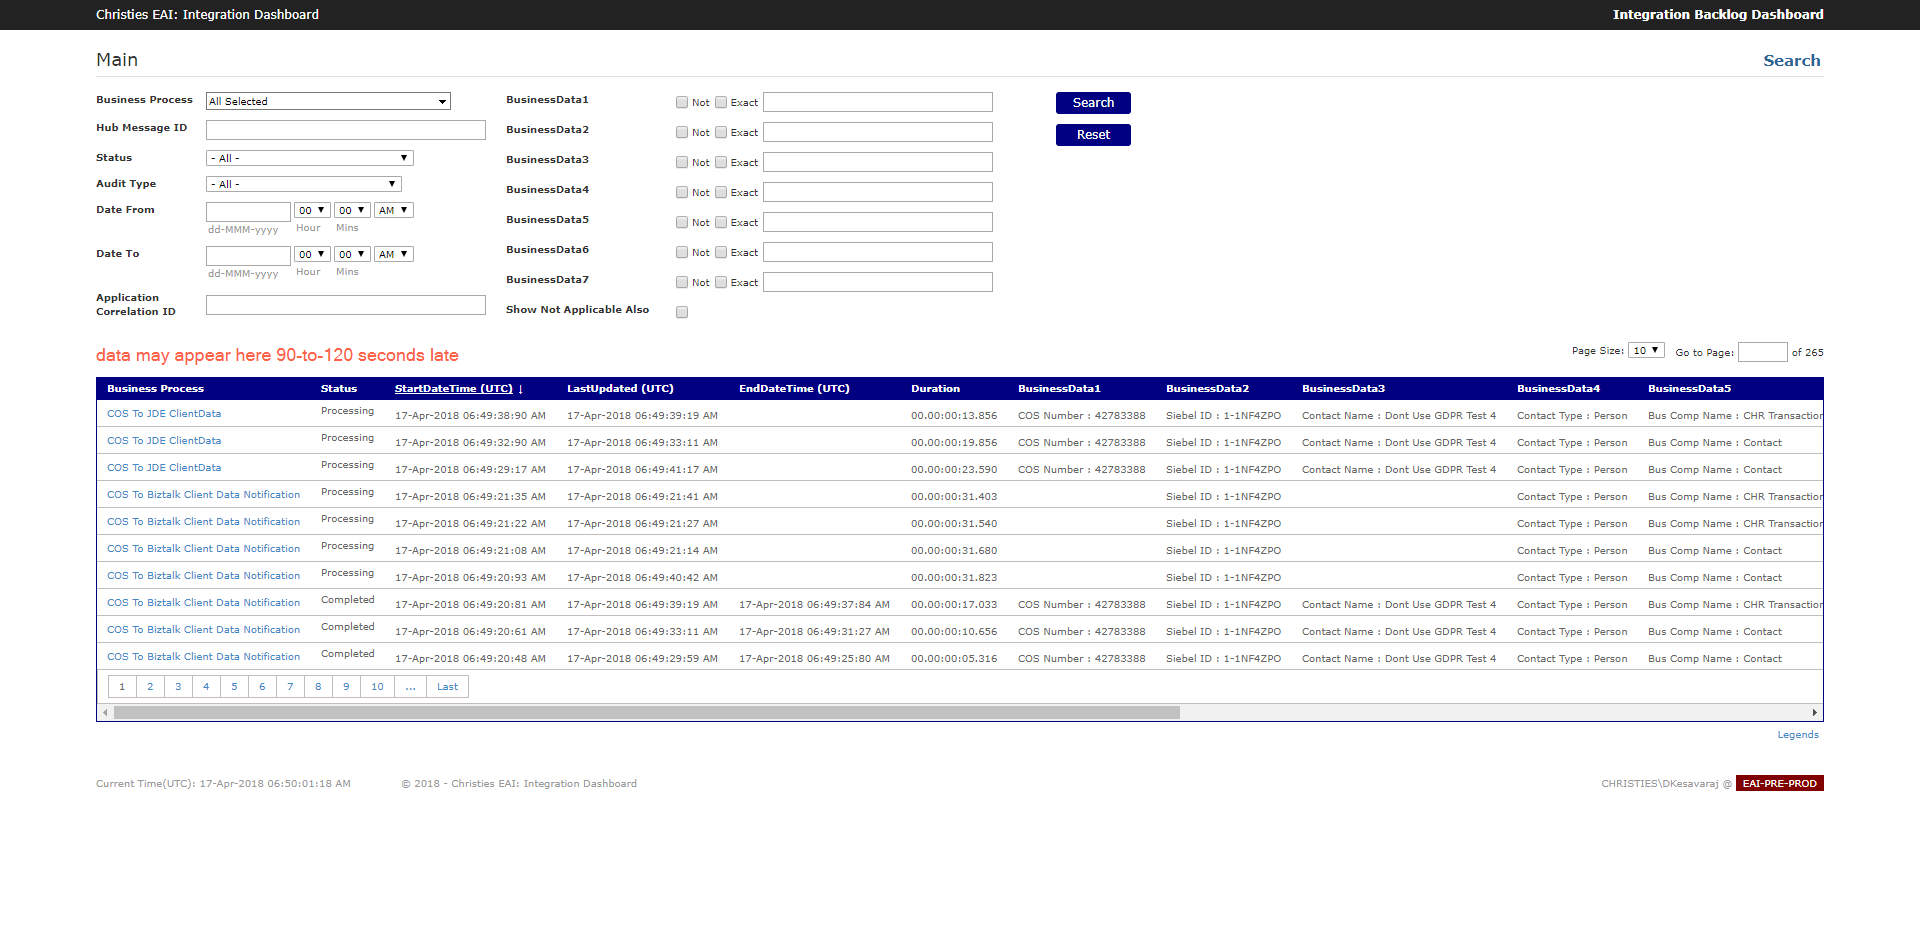 Christies EAI: Integration Dashboard Integration Backlog Dashboard
Main Search
Business Process All Selected BusinessData1 Not Exact Search
Hub Message ID BusinessData2 Not Exact Reset
Status - All - BusinessData3 Not Exact
Audit Type - All - BusinessData4 Not Exact
Date From 00 00 AM BusinessData5 Not Exact
dd-MMM-yyyy Hour Mins
Date To 00 00 AM BusinessData6 Not Exact
dd-MMM-yyyy Hour Mins BusinessData7 Not Exact
Application
Correlation ID Show Not Applicable Also
data may appear here 90-to-120 seconds late Page Size: 10 Go to Page: of 265
Business Process Status StartDateTime (UTC) ↓ LastUpdated (UTC) EndDateTime (UTC) Duration BusinessData1 BusinessData2 BusinessData3 BusinessData4 BusinessData5
COS To JDE ClientData Processing 17-Apr-2018 06:49:38:90 AM 17-Apr-2018 06:49:39:19 AM 00.00:00:13.856 COS Number : 42783388 Siebel ID : 1-1NF4ZPO Contact Name : Dont Use GDPR Test 4 Contact Type : Person Bus Comp Name : CHR Transaction
COS To JDE ClientData Processing 17-Apr-2018 06:49:32:90 AM 17-Apr-2018 06:49:33:11 AM 00.00:00:19.856 COS Number : 42783388 Siebel ID : 1-1NF4ZPO Contact Name : Dont Use GDPR Test 4 Contact Type : Person Bus Comp Name : Contact
COS To JDE ClientData Processing 17-Apr-2018 06:49:29:17 AM 17-Apr-2018 06:49:41:17 AM 00.00:00:23.590 COS Number : 42783388 Siebel ID : 1-1NF4ZPO Contact Name : Dont Use GDPR Test 4 Contact Type : Person Bus Comp Name : Contact
COS To Biztalk Client Data Notification Processing 17-Apr-2018 06:49:21:35 AM 17-Apr-2018 06:49:21:41 AM 00.00:00:31.403 Siebel ID : 1-1NF4ZPO Contact Type : Person Bus Comp Name : CHR Transaction
COS To Biztalk Client Data Notification Processing 17-Apr-2018 06:49:21:22 AM 17-Apr-2018 06:49:21:27 AM 00.00:00:31.540 Siebel ID : 1-1NF4ZPO Contact Type : Person Bus Comp Name : CHR Transaction
COS To Biztalk Client Data Notification Processing 17-Apr-2018 06:49:21:08 AM 17-Apr-2018 06:49:21:14 AM 00.00:00:31.680 Siebel ID : 1-1NF4ZPO Contact Type : Person Bus Comp Name : Contact
COS To Biztalk Client Data Notification Processing 17-Apr-2018 06:49:20:93 AM 17-Apr-2018 06:49:40:42 AM 00.00:00:31.823 Siebel ID : 1-1NF4ZPO Contact Type : Person Bus Comp Name : Contact
COS To Biztalk Client Data Notification Completed 17-Apr-2018 06:49:20:81 AM 17-Apr-2018 06:49:39:19 AM 17-Apr-2018 06:49:37:84 AM 00.00:00:17.033 COS Number : 42783388 Siebel ID : 1-1NF4ZPO Contact Name : Dont Use GDPR Test 4 Contact Type : Person Bus Comp Name : CHR Transaction
COS To Biztalk Client Data Notification Completed 17-Apr-2018 06:49:20:61 AM 17-Apr-2018 06:49:33:11 AM 17-Apr-2018 06:49:31:27 AM 00.00:00:10.656 COS Number : 42783388 Siebel ID : 1-1NF4ZPO Contact Name : Dont Use GDPR Test 4 Contact Type : Person Bus Comp Name : Contact
COS To Biztalk Client Data Notification Completed 17-Apr-2018 06:49:20:48 AM 17-Apr-2018 06:49:29:59 AM 17-Apr-2018 06:49:25:80 AM 00.00:00:05.316 COS Number : 42783388 Siebel ID : 1-1NF4ZPO Contact Name : Dont Use GDPR Test 4 Contact Type : Person Bus Comp Name : Contact
1 2 3 4 5 6 7 8 9 10 ... Last
Legends
Current Time(UTC): 17-Apr-2018 06:50:01:18 AM © 2018 - Christies EAI: Integration Dashboard CHRISTIES\DKesavaraj @ EAI-PRE-PROD